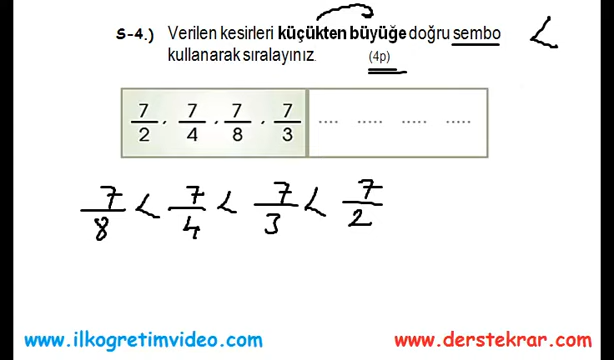 S-4.) Verilen kesirleri küçükten büyüğe doğru sembo <
kullanarak sıralayınız. (4p)
7/2 , 7/4 , 7/8 , 7/3 .... ..... .... .....
7/8 < 7/4 < 7/3 < 7/2
www.ilkogretimvideo.com www.derstekrar.com